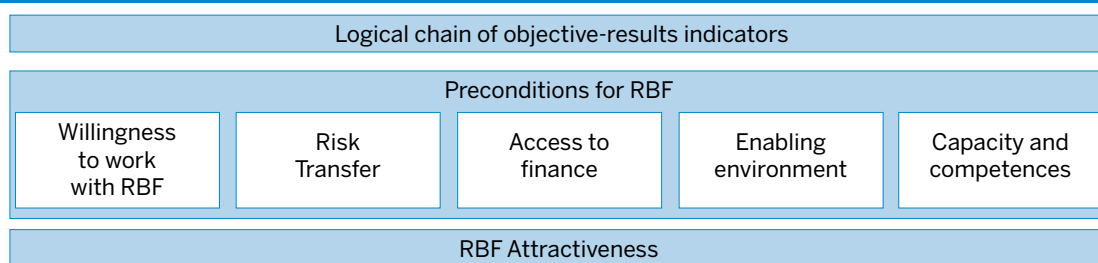 Logical chain of objective-results indicators
Preconditions for RBF
Willingness
to work
with RBF
Risk
Transfer
Access to
finance
Enabling
environment
Capacity and
competences
RBF Attractiveness